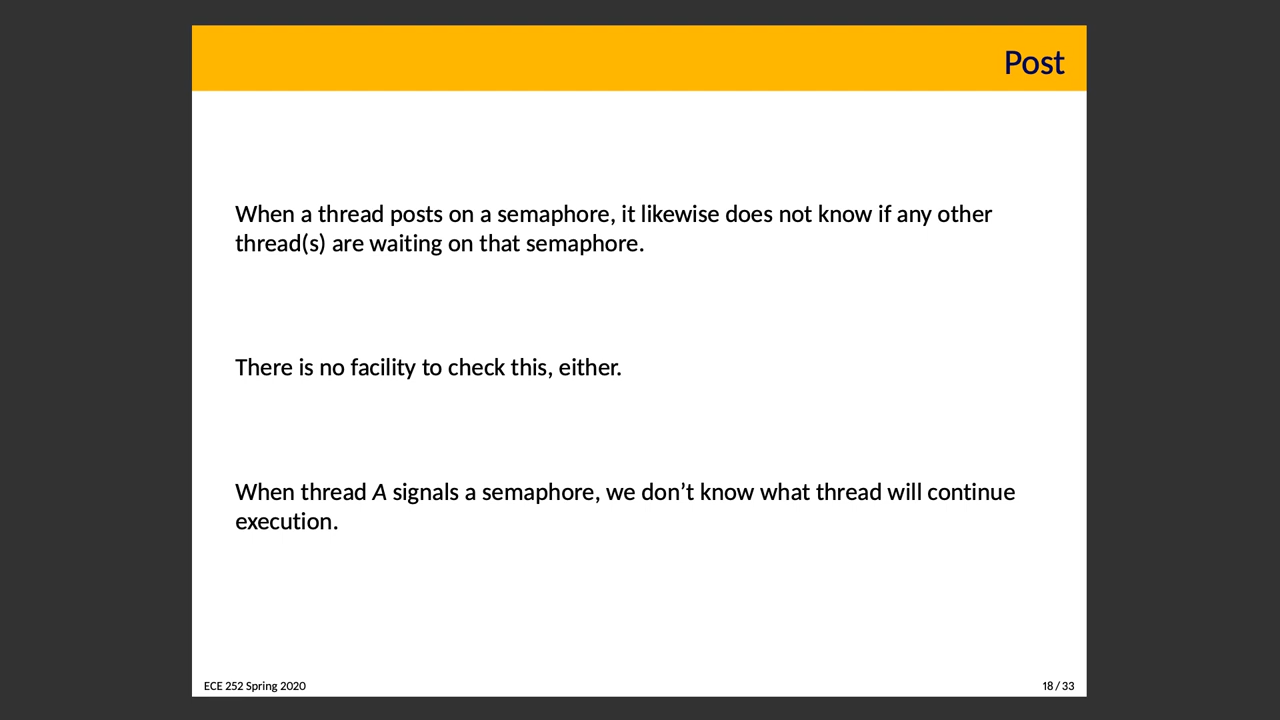 Post
When a thread posts on a semaphore, it likewise does not know if any other
thread(s) are waiting on that semaphore.
There is no facility to check this, either.
When thread A signals a semaphore, we don’t know what thread will continue
execution.
ECE 252 Spring 2020
18 / 33